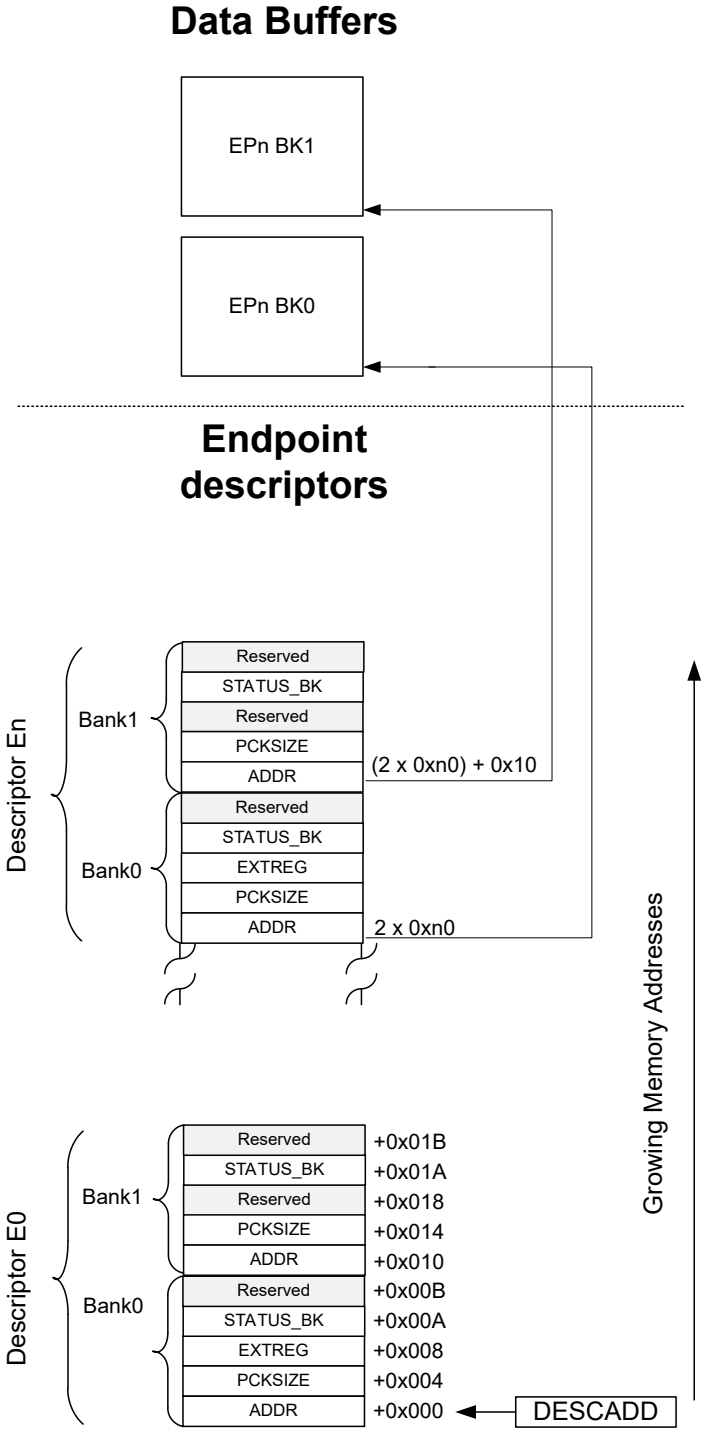 Data Buffers
EPn BK1
EPn BK0
Endpoint
descriptors
Descriptor En
Bank1
Reserved
STATUS_BK
Reserved
PCKSIZE
ADDR
(2 x 0xn0) + 0x10
Bank0
Reserved
STATUS_BK
EXTREG
PCKSIZE
ADDR
2 x 0xn0
Growing Memory Addresses
Descriptor E0
Bank1
Reserved +0x01B
STATUS_BK +0x01A
Reserved +0x018
PCKSIZE +0x014
ADDR +0x010
Bank0
Reserved +0x00B
STATUS_BK +0x00A
EXTREG +0x008
PCKSIZE +0x004
ADDR +0x000
DESCADD